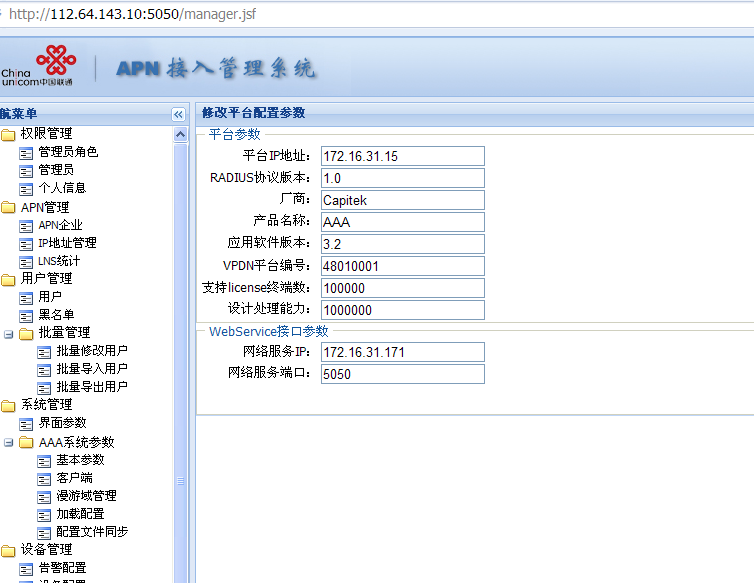 http://112.64.143.10:5050/manager.jsf
China
unicom中国联通
APN 接入管理系统
航菜单
修改平台配置参数
权限管理
管理员角色
管理员
个人信息
APN管理
APN企业
IP地址管理
LNS统计
用户管理
用户
黑名单
批量管理
批量修改用户
批量导入用户
批量导出用户
系统管理
界面参数
AAA系统参数
基本参数
客户端
漫游域管理
加载配置
配置文件同步
设备管理
告警配置
平台参数
平台IP地址: 172.16.31.15
RADIUS协议版本: 1.0
厂商: Capitek
产品名称: AAA
应用软件版本: 3.2
VPDN平台编号: 48010001
支持license终端数: 100000
设计处理能力: 1000000
WebService接口参数
网络服务IP: 172.16.31.171
网络服务端口: 5050